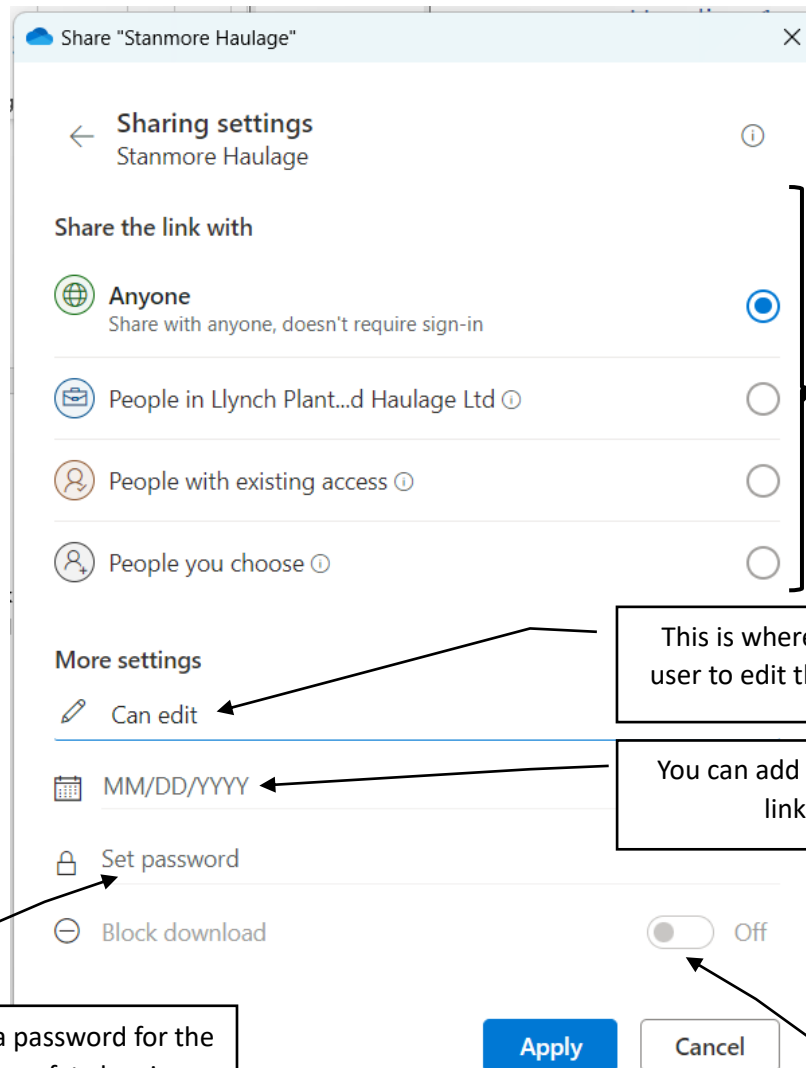 Share "Stanmore Haulage"
Sharing settings
Stanmore Haulage
Share the link with
Anyone
Share with anyone, doesn't require sign-in
People in Llynch Plant...d Haulage Ltd
People with existing access
People you choose
This is where
user to edit
More settings
Can edit
You can add
link
MM/DD/YYYY
Set password
Block download
Off
a password for the
Apply
Cancel